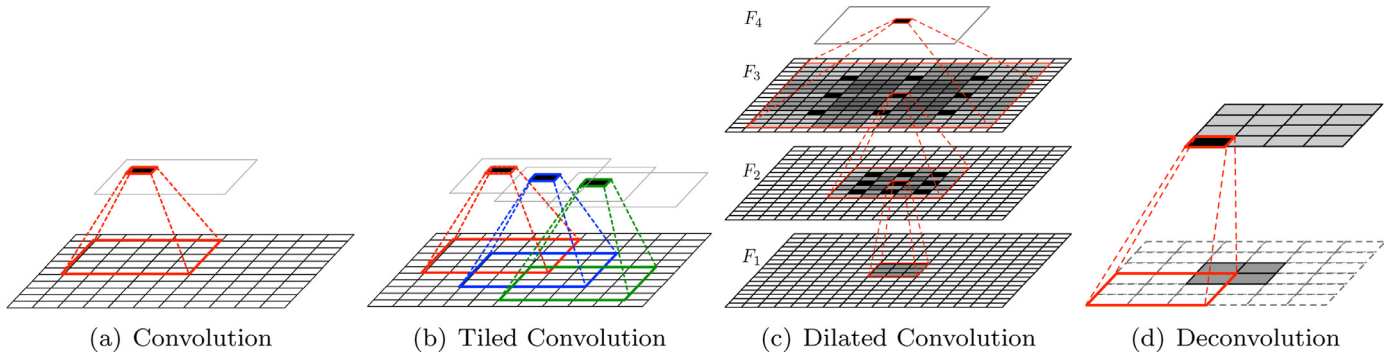 F4
F3
F2
F1
(a) Convolution
(b) Tiled Convolution
(c) Dilated Convolution
(d) Deconvolution